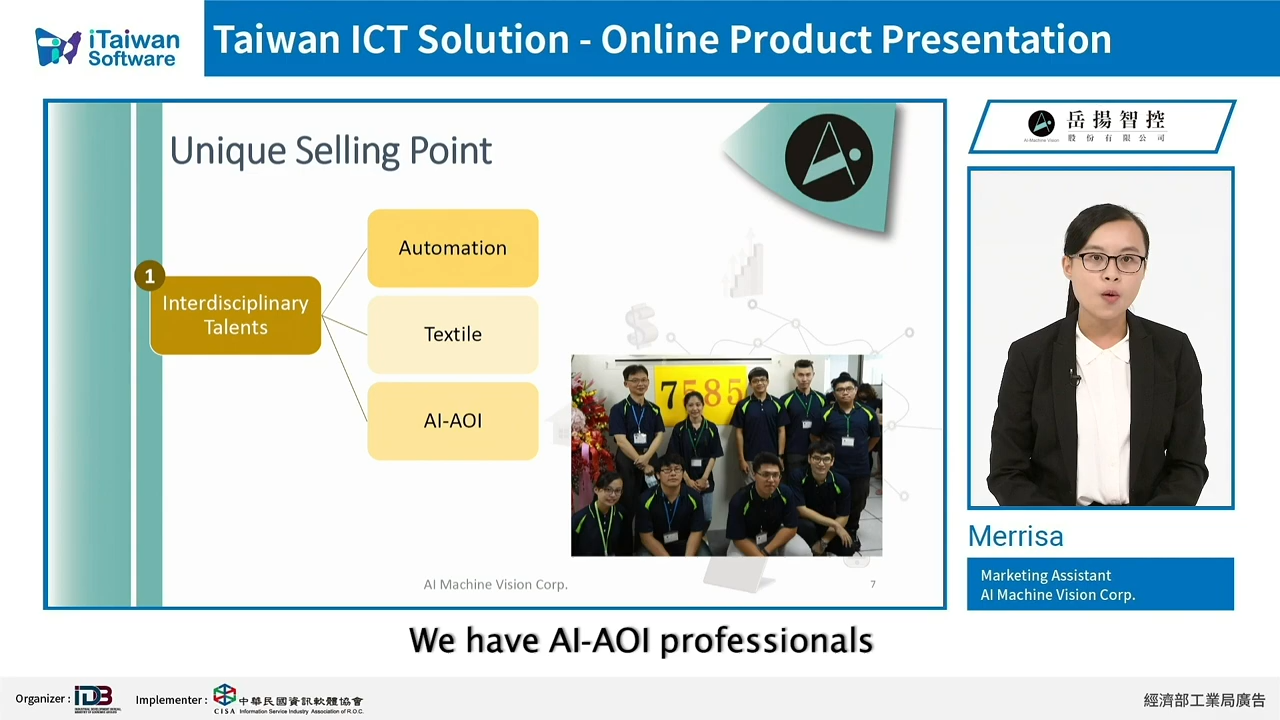 iTaiwan
Software
Taiwan ICT Solution - Online Product Presentation
Unique Selling Point
1
Interdisciplinary
Talents
Automation
Textile
AI-AOI
7585
AI Machine Vision Corp.
7
AI-Machine Vision
岳揚智控
股份有限公司
Merrisa
Marketing Assistant
AI Machine Vision Corp.
We have AI-AOI professionals
Organizer :
IDB
Implementer :
CISA
中華民國資訊軟體協會
Information Service Industry Association of R.O.C.
經濟部工業局廣告